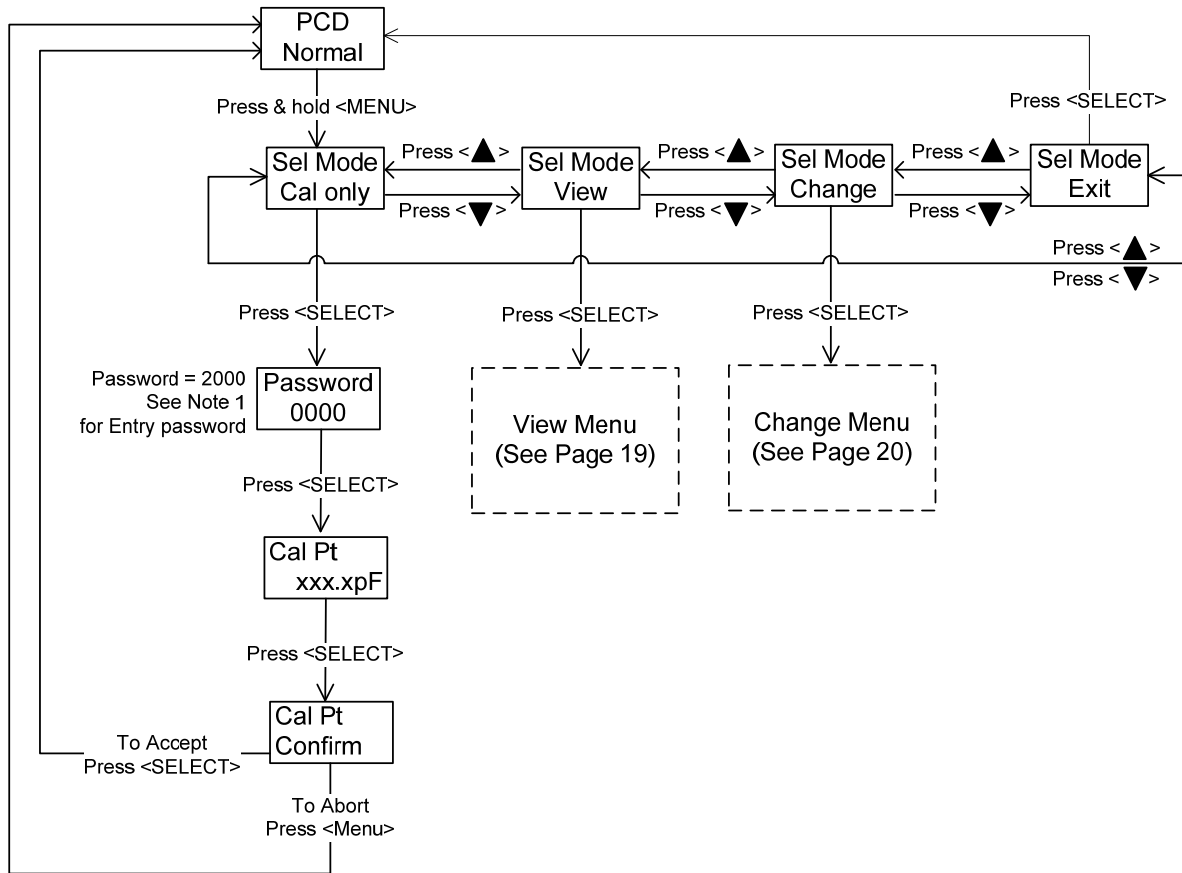 PCD
Normal
Press & hold <MENU>
Press <SELECT>
Sel Mode
Cal only
Press <▲>
Press <▼>
Sel Mode
View
Press <▲>
Press <▼>
Sel Mode
Change
Press <▲>
Press <▼>
Sel Mode
Exit
Press <▲>
Press <▼>
Press <SELECT>
Press <SELECT>
Press <SELECT>
Password = 2000
See Note 1
for Entry password
Password
0000
View Menu
(See Page 19)
Change Menu
(See Page 20)
Press <SELECT>
Cal Pt
xxx.xpF
Press <SELECT>
Cal Pt
Confirm
To Accept
Press <SELECT>
To Abort
Press <Menu>